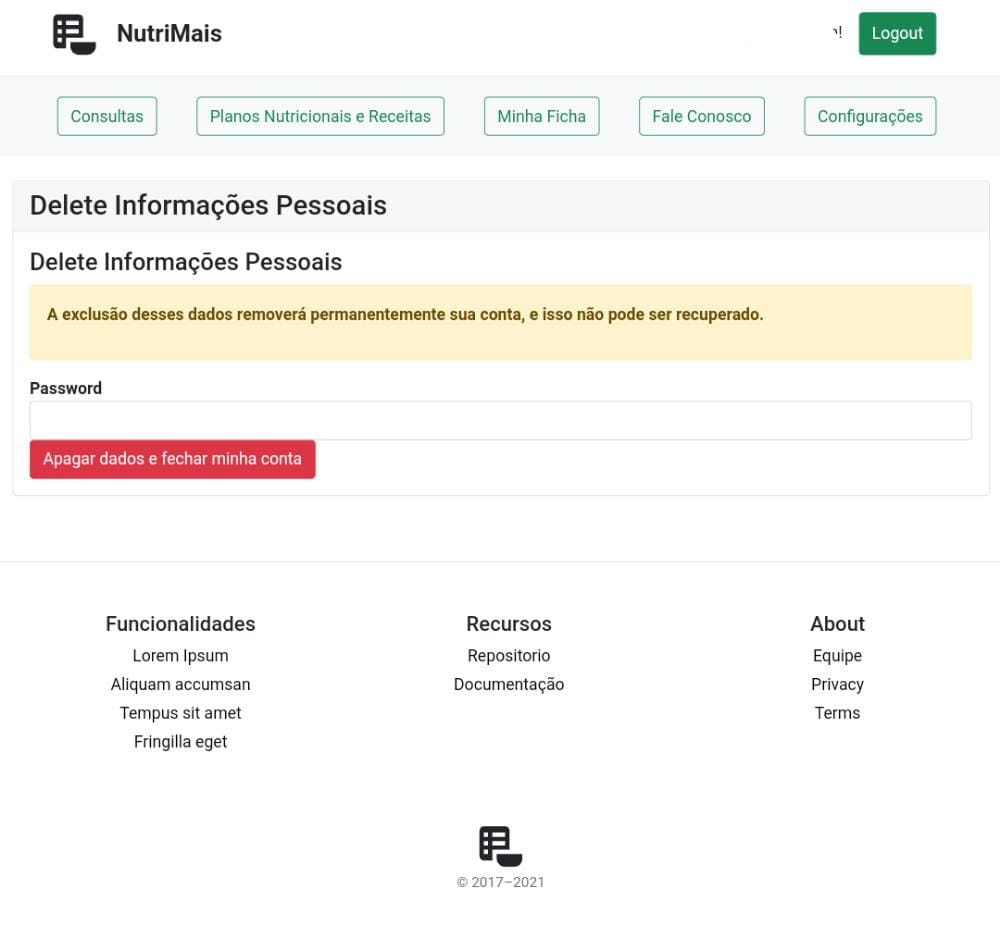 NutriMais
!
Logout
Consultas
Planos Nutricionais e Receitas
Minha Ficha
Fale Conosco
Configurações
Delete Informações Pessoais
Delete Informações Pessoais
A exclusão desses dados removerá permanentemente sua conta, e isso não pode ser recuperado.
Password
Apagar dados e fechar minha conta
Funcionalidades
Lorem Ipsum
Aliquam accumsan
Tempus sit amet
Fringilla eget
Recursos
Repositorio
Documentação
About
Equipe
Privacy
Terms
© 2017–2021